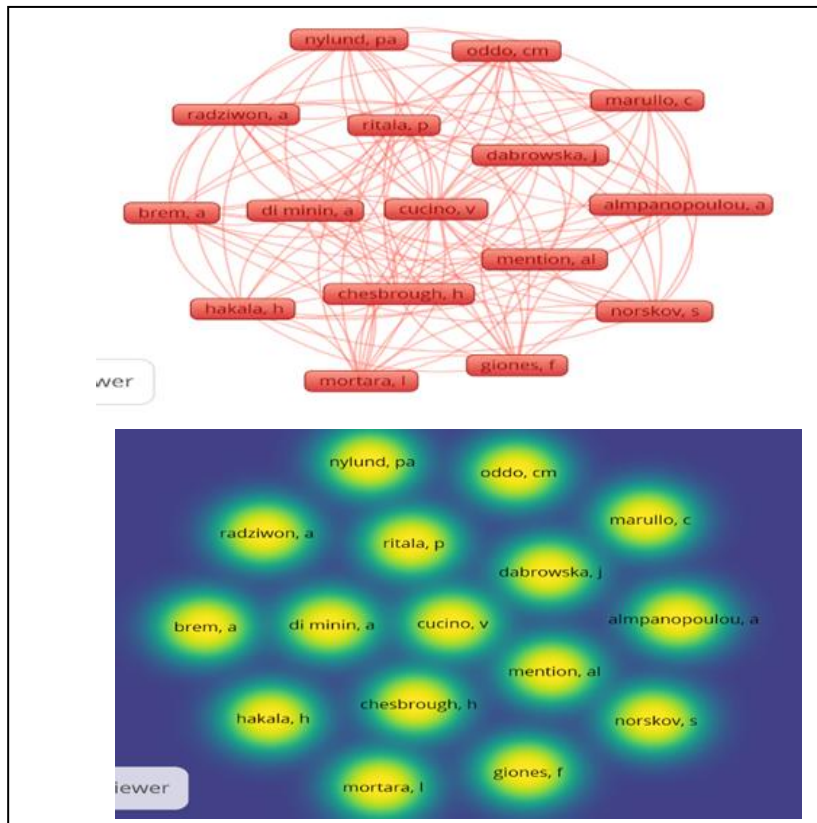 nylund, pa
oddo, cm
marullo, c
radziwon, a
ritala, p
dabrowska, j
almpanopoulou, a
brem, a
di minin, a
cucino, v
mention, al
chesbrough, h
hakala, h
norskov, s
giones, f
mortara, l
wer
nylund, pa
oddo, cm
marullo, c
radziwon, a
ritala, p
dabrowska, j
almpanopoulou, a
brem, a
di minin, a
cucino, v
mention, al
chesbrough, h
hakala, h
norskov, s
giones, f
mortara, l
iewer